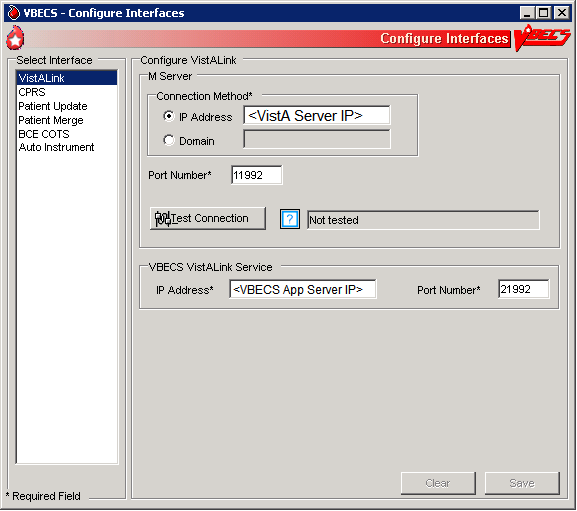 VBECS - Configure Interfaces
Configure Interfaces VBECS
Select Interface
VistALink
CPRS
Patient Update
Patient Merge
BCE COTS
Auto Instrument
* Required Field
Configure VistALink
M Server
Connection Method*
IP Address <VistA Server IP>
Domain
Port Number* 11992
Test Connection ? Not tested
VBECS VistALink Service
IP Address* <VBECS App Server IP> Port Number* 21992
Clear Save